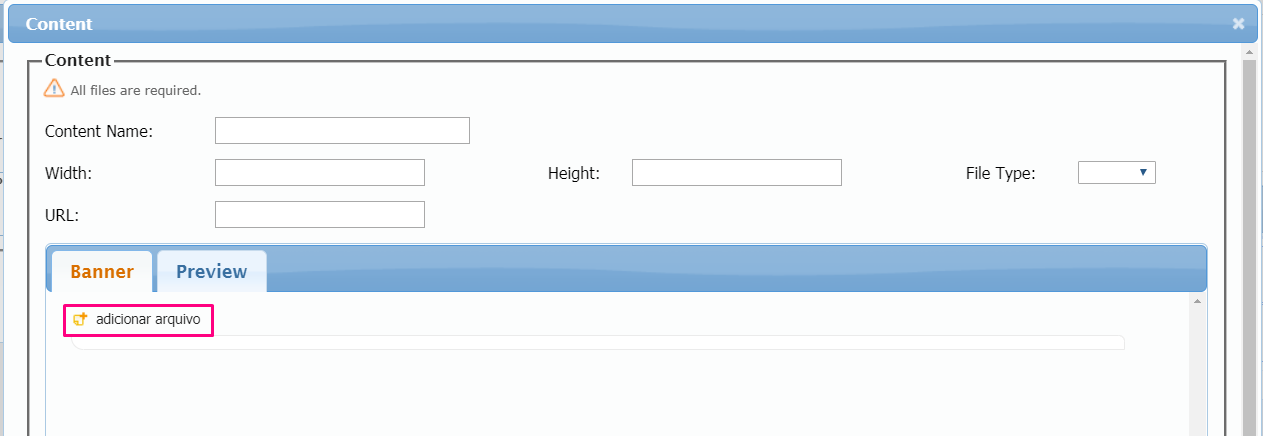 Content
Content
All files are required.
Content Name:
Width: Height: File Type:
URL:
Banner Preview
adicionar arquivo